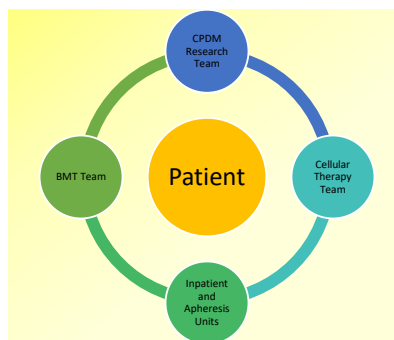 CPDM
Research
Team
BMT Team
Patient
Cellular
Therapy
Team
Inpatient
and
Apheresis
Units